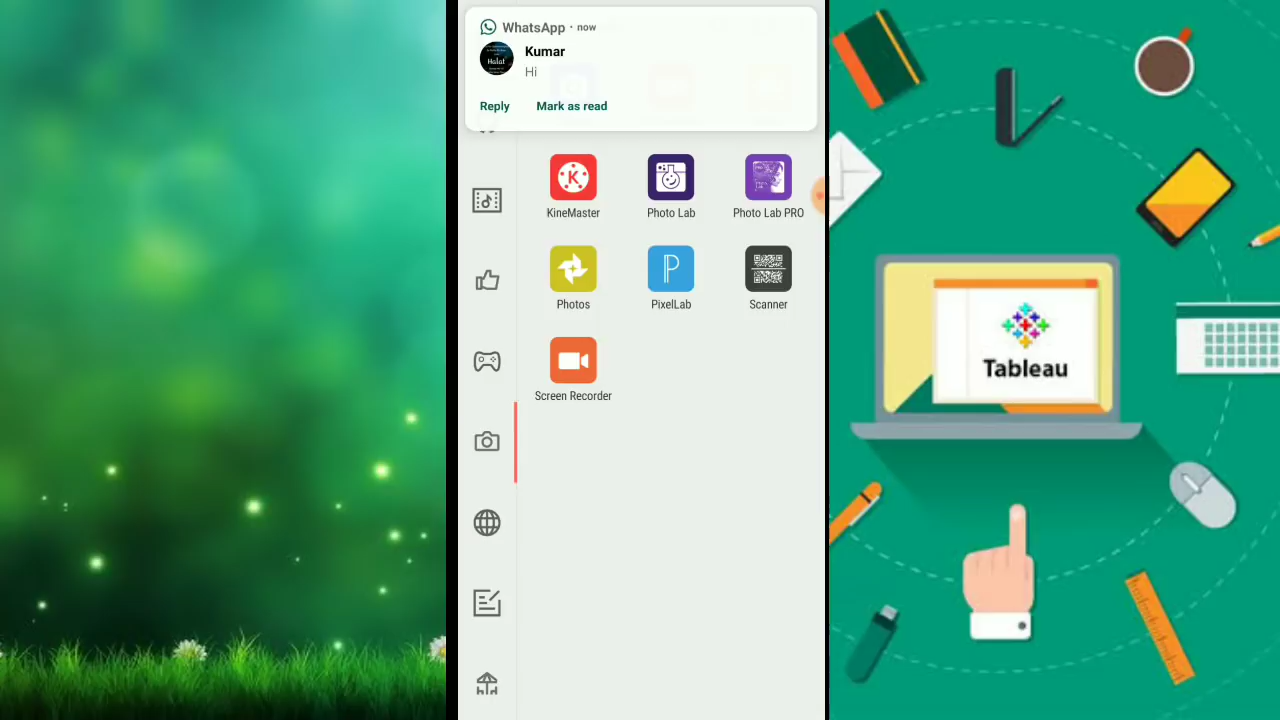 WhatsApp · now
Kumar
Halat
Hi
Reply Mark as read
KineMaster Photo Lab Photo Lab PRO
Photos PixelLab Scanner
Screen Recorder
Tableau